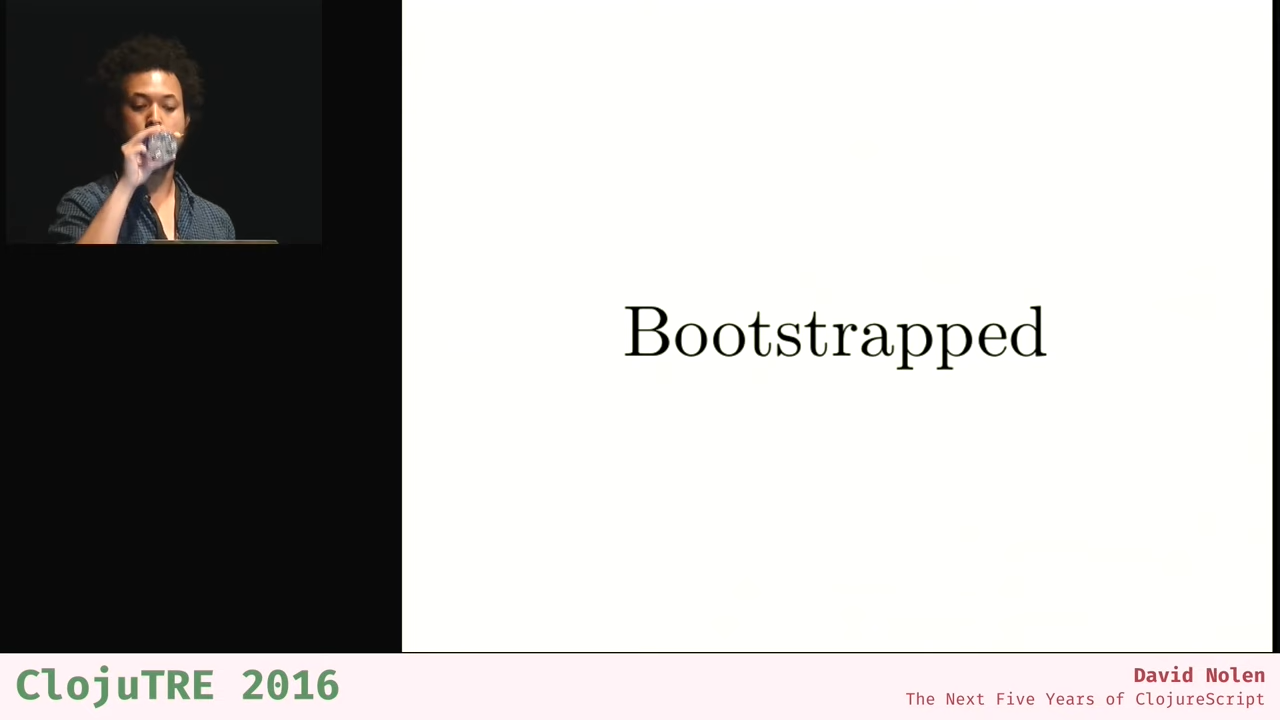 Bootstrapped
ClojuTRE 2016
David Nolen
The Next Five Years of ClojureScript